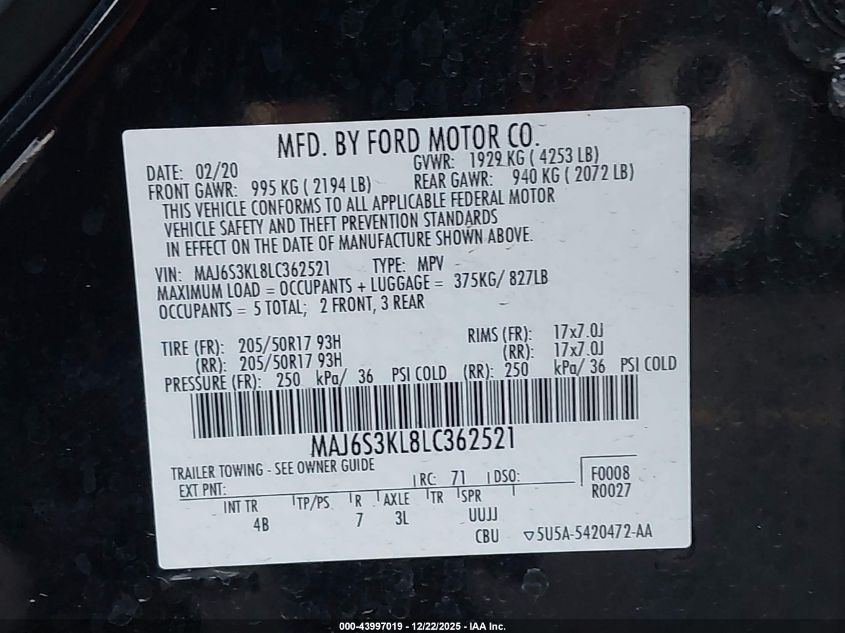 MFD. BY FORD MOTOR CO.
DATE: 02/20 GVWR: 1929 KG ( 4253 LB)
FRONT GAWR: 995 KG ( 2194 LB) REAR GAWR: 940 KG ( 2072 LB)
THIS VEHICLE CONFORMS TO ALL APPLICABLE FEDERAL MOTOR
VEHICLE SAFETY AND THEFT PREVENTION STANDARDS
IN EFFECT ON THE DATE OF MANUFACTURE SHOWN ABOVE.
VIN: MAJ6S3KL8LC362521 TYPE: MPV
MAXIMUM LOAD = OCCUPANTS + LUGGAGE = 375KG/ 827LB
OCCUPANTS = 5 TOTAL; 2 FRONT, 3 REAR
TIRE (FR): 205/50R17 93H RIMS (FR): 17x7.0J
(RR): 205/50R17 93H (RR): 17x7.0J
PRESSURE (FR): 250 kPa/ 36 PSI COLD (RR): 250 kPa/ 36 PSI COLD
MAJ6S3KL8LC362521
TRAILER TOWING - SEE OWNER GUIDE
EXT PNT: RC: 71 DSO: F0008
R0027
INT TR TP/PS R AXLE TR SPR
4B 7 3L UUJJ
CBU ▽5U5A-5420472-AA
000-43997019 - 12/22/2025 - IAA Inc.